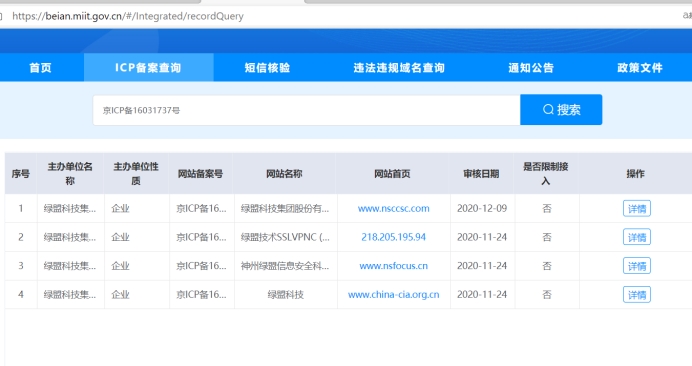 https://beian.miit.gov.cn/#/Integrated/recordQuery
首页 ICP备案查询 短信核验 违法违规域名查询 通知公告 政策文件
京ICP备16031737号 搜索
序号 主办单位名称 主办单位性质 网站备案号 网站名称 网站首页 审核日期 是否限制接入 操作
1 绿盟科技集... 企业 京ICP备16... 绿盟科技集团股份有... www.nsccsc.com 2020-12-09 否 详情
2 绿盟科技集... 企业 京ICP备16... 绿盟技术SSLVPNC (... 218.205.195.94 2020-11-24 否 详情
3 绿盟科技集... 企业 京ICP备16... 神州绿盟信息安全科... www.nsfocus.cn 2020-11-24 否 详情
4 绿盟科技集... 企业 京ICP备16... 绿盟科技 www.china-cia.org.cn 2020-11-24 否 详情